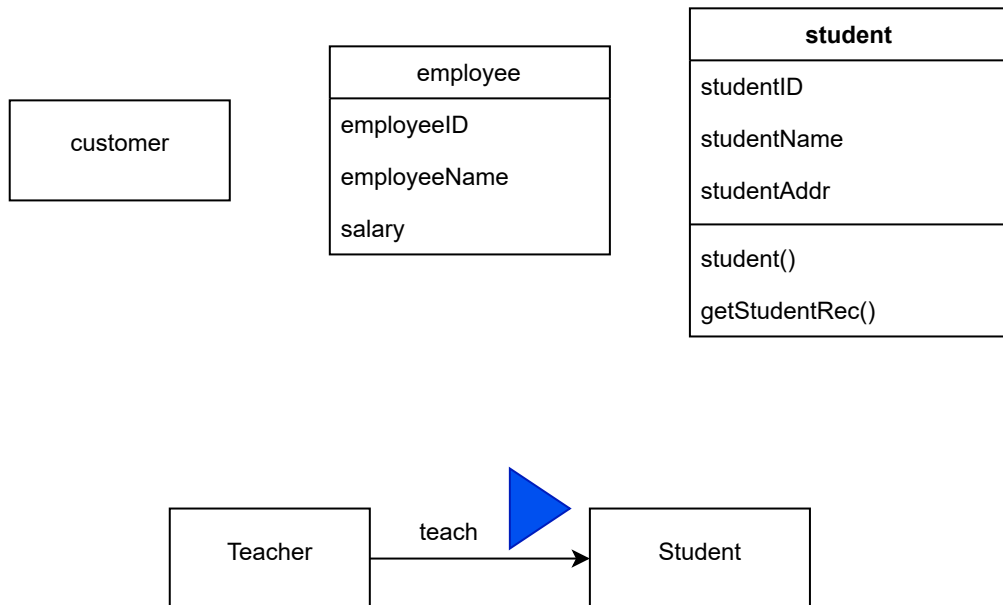 customer
employee
employeeID
employeeName
salary
student
studentID
studentName
studentAddr
student()
getStudentRec()
Teacher
teach
Student